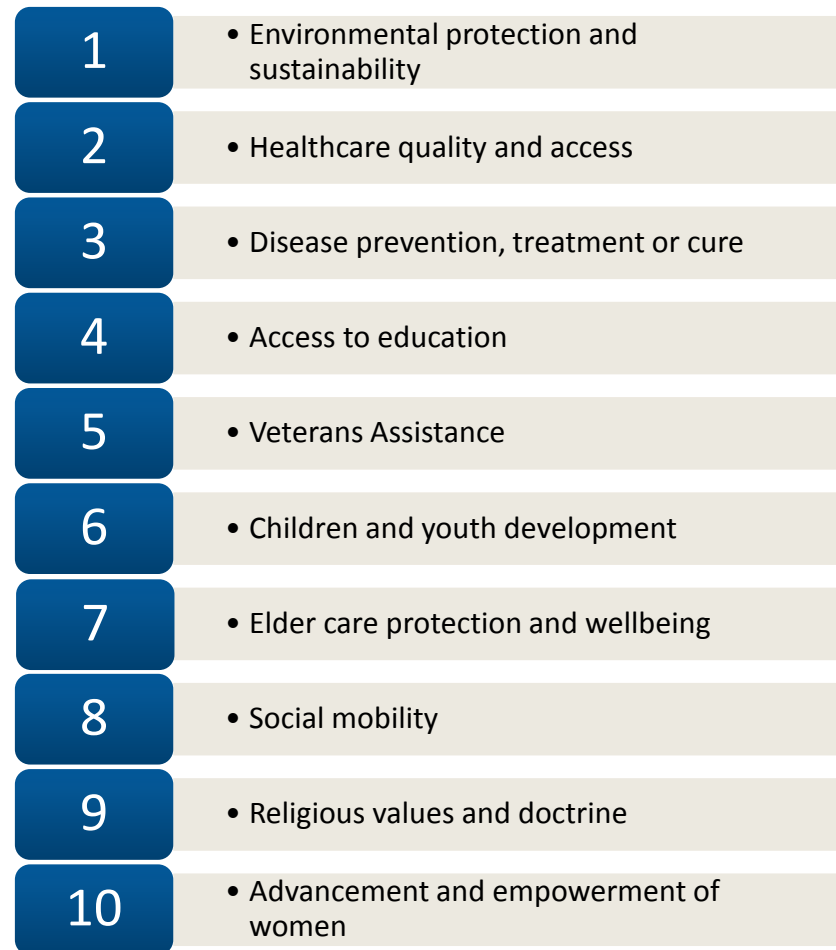 1
• Environmental protection and
sustainability
2
• Healthcare quality and access
3
• Disease prevention, treatment or cure
4
• Access to education
5
• Veterans Assistance
6
• Children and youth development
7
• Elder care protection and wellbeing
8
• Social mobility
9
• Religious values and doctrine
10
• Advancement and empowerment of
women